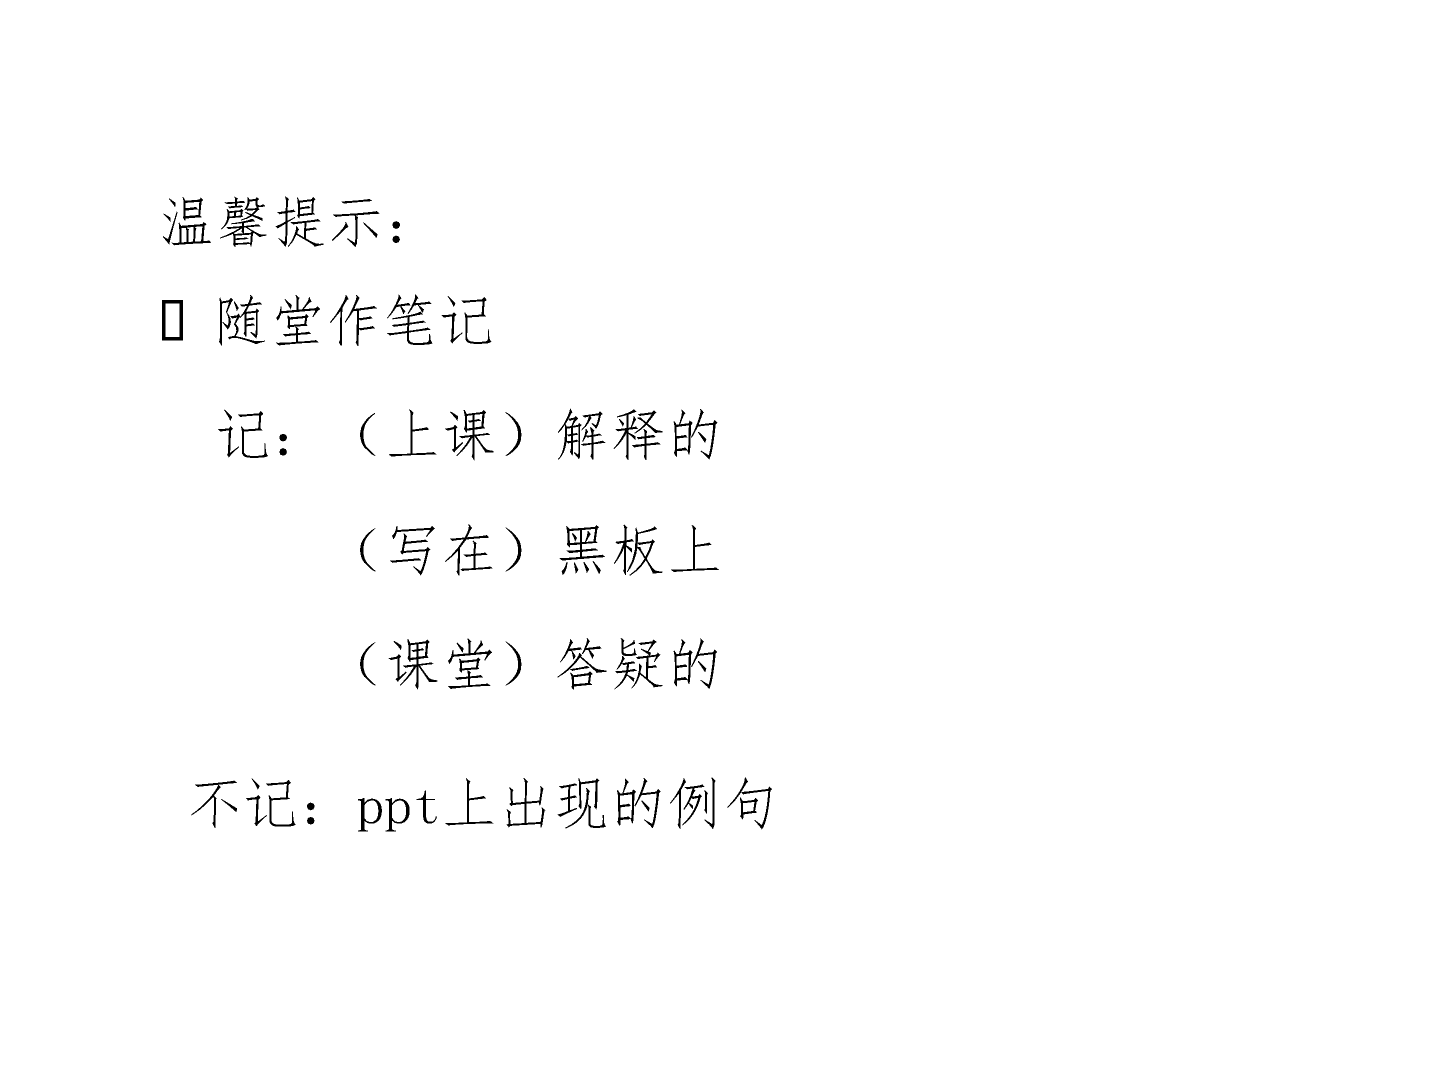 温馨提示：
随堂作笔记
记：（上课）解释的
（写在）黑板上
（课堂）答疑的
不记：ppt上出现的例句